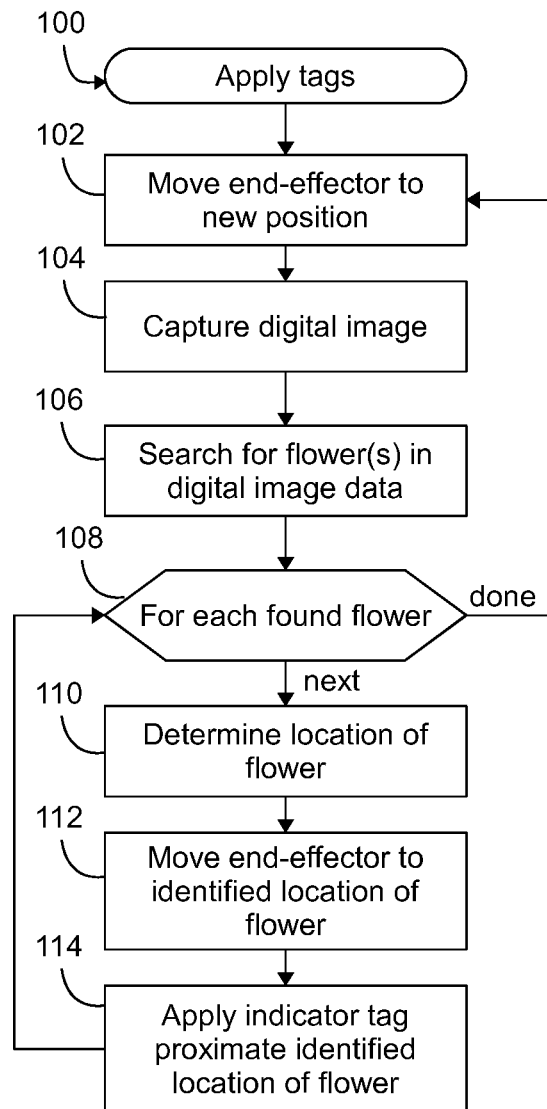 100
Apply tags
102
Move end-effector to
new position
104
Capture digital image
106
Search for flower(s) in
digital image data
108
For each found flower
done
next
110
Determine location of
flower
112
Move end-effector to
identified location of
flower
114
Apply indicator tag
proximate identified
location of flower